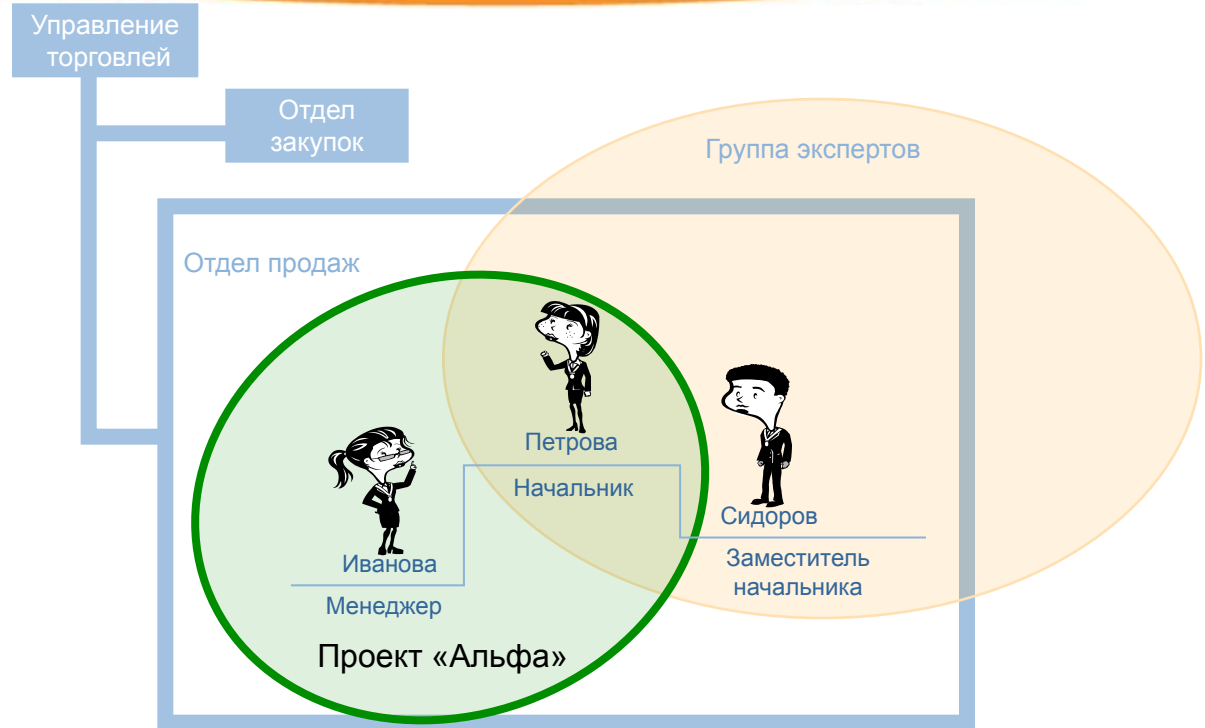 Управление
торговлей
Отдел
закупок
Группа экспертов
Отдел продаж
Петрова
Начальник
Сидоров
Заместитель
начальника
Иванова
Менеджер
Проект «Альфа»